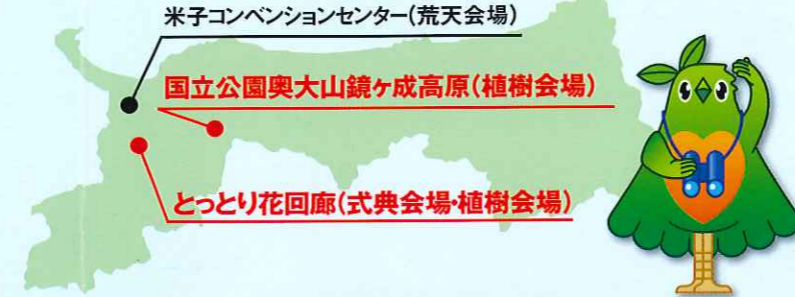 米子コンベンションセンター(荒天会場)
国立公園奥大山鏡ヶ成高原(植樹会場)
とっとり花回廊(式典会場・植樹会場)